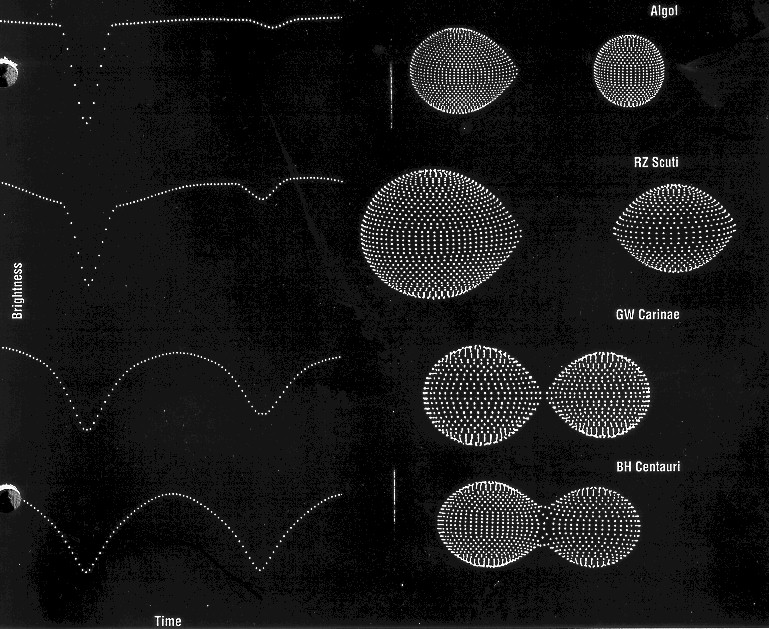 Algol
RZ Scuti
Brightness
GW Carinae
BH Centauri
Time